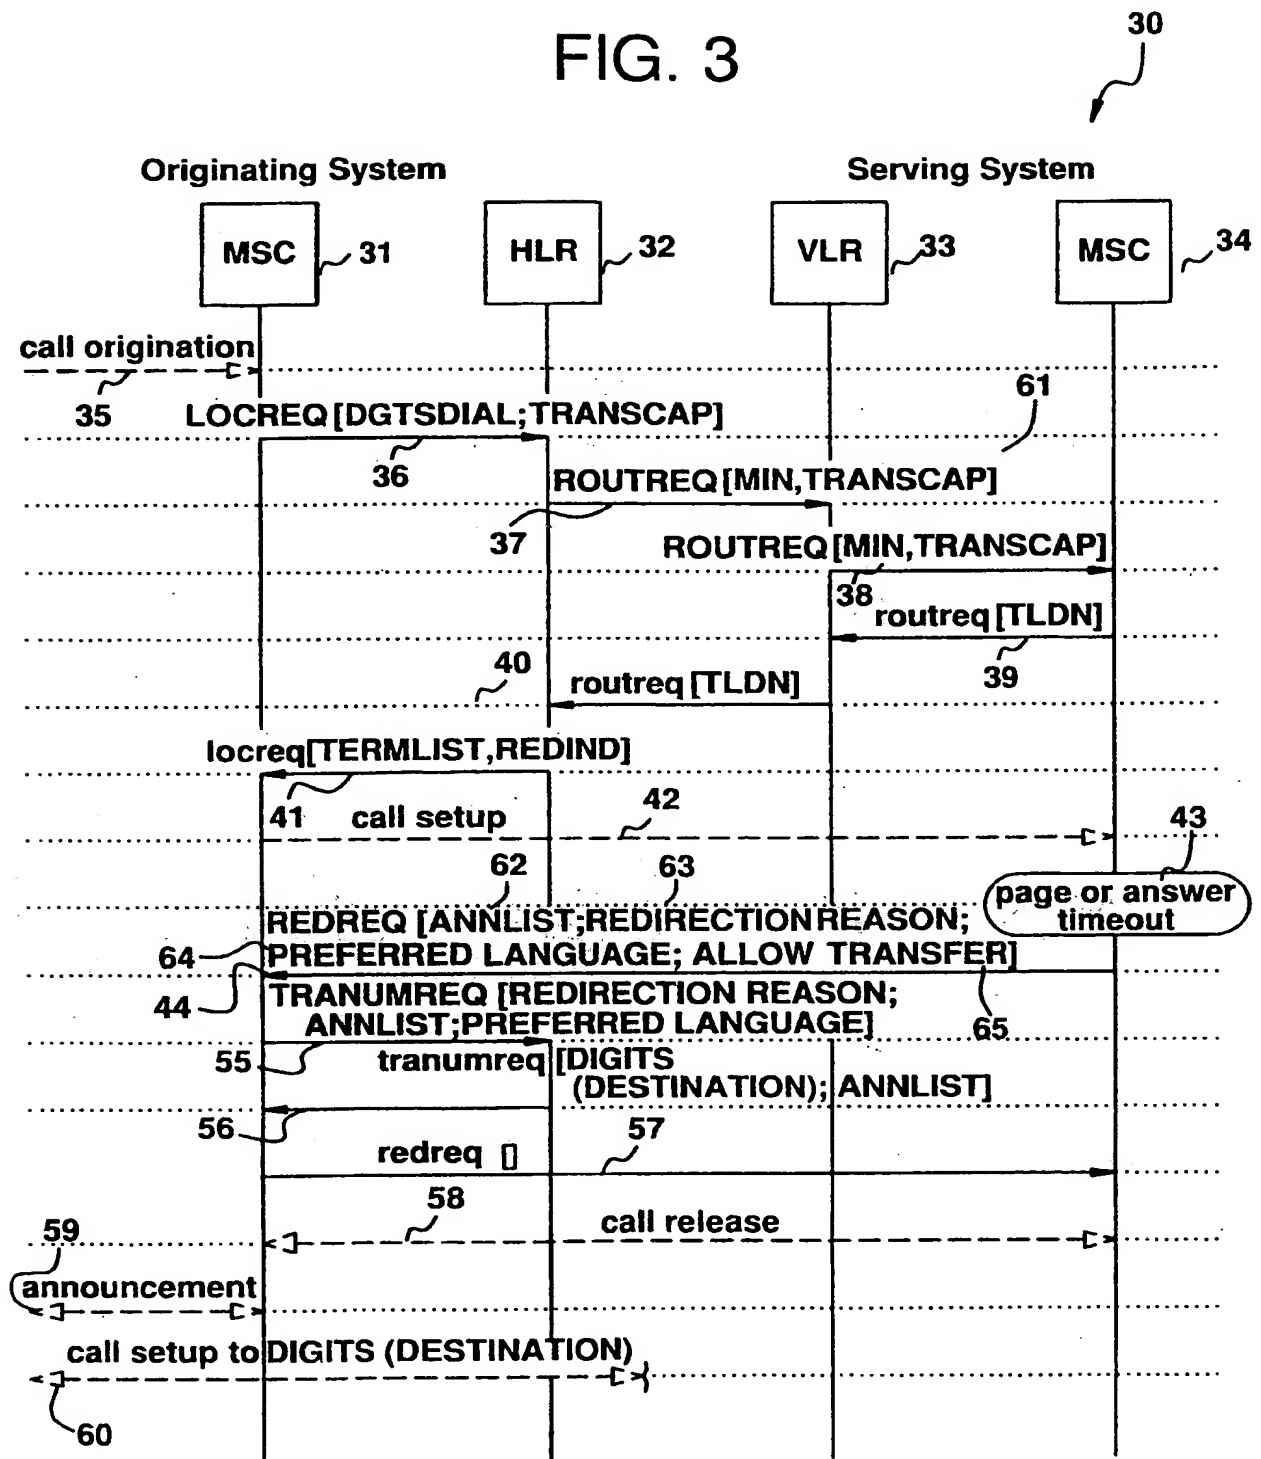 FIG. 3
30
Originating System
Serving System
MSC
31
HLR
32
VLR
33
MSC
34
call origination
35
LOCREQ [DGTSDIAL;TRANSCAP]
36
61
ROUTREQ [MIN,TRANSCAP]
37
ROUTREQ [MIN,TRANSCAP]
38
routreq [TLDN]
39
40
routreq [TLDN]
locreq[TERMLIST,REDIND]
41
call setup
42
43
page or answer
timeout
62
63
REDREQ [ANNLIST;REDIRECTION REASON;
64
PREFERRED LANGUAGE; ALLOW TRANSFER]
44
65
TRANUMREQ [REDIRECTION REASON;
ANNLIST;PREFERRED LANGUAGE]
55
tranumreq [DIGITS
(DESTINATION); ANNLIST]
56
redreq []
57
58
call release
59
announcement
call setup to DIGITS (DESTINATION)
60